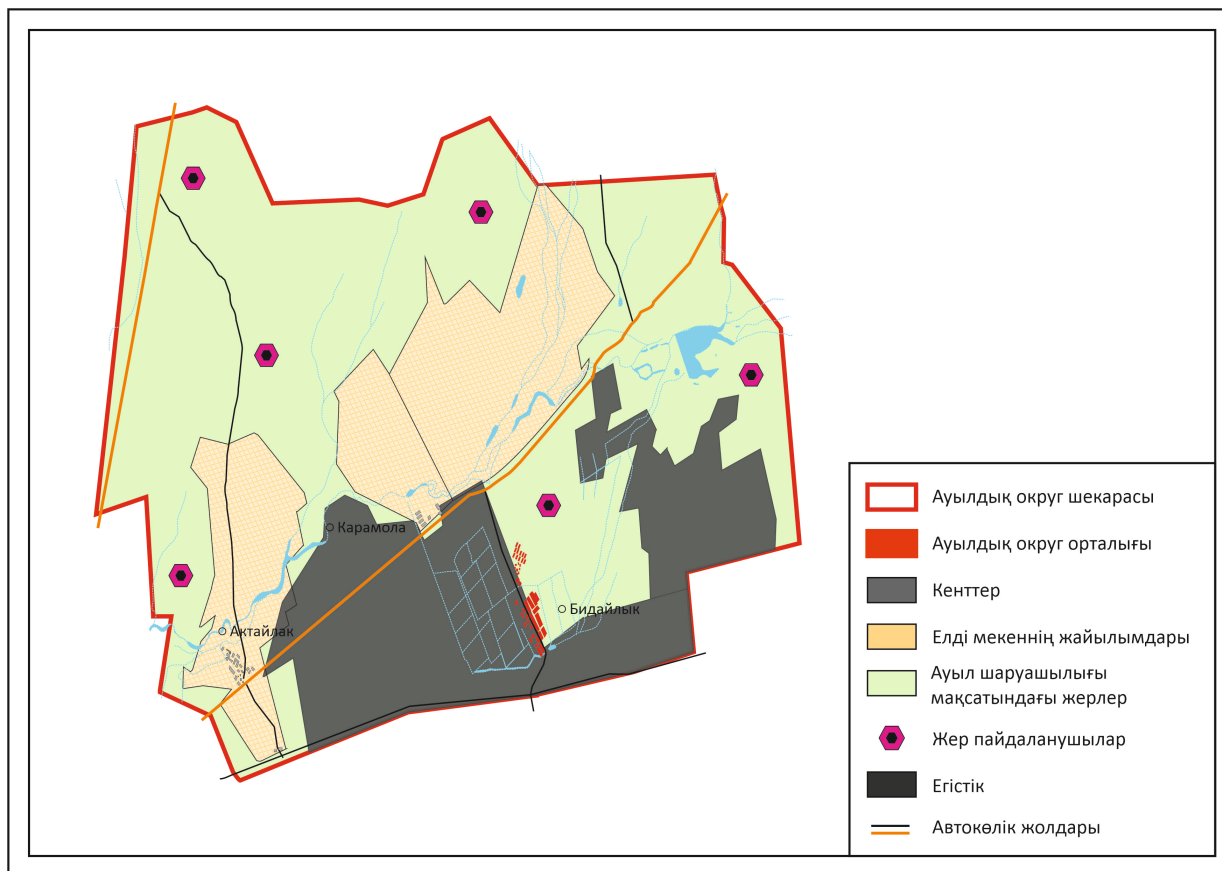 Карамола
Бидайлык
Актайлак
Ауылдық округ шекарасы
Ауылдық округ орталығы
Кенттер
Елді мекеннің жайылымдары
Ауыл шаруашылығы
мақсатындағы жерлер
Жер пайдаланушылар
Егістік
Автокөлік жолдары